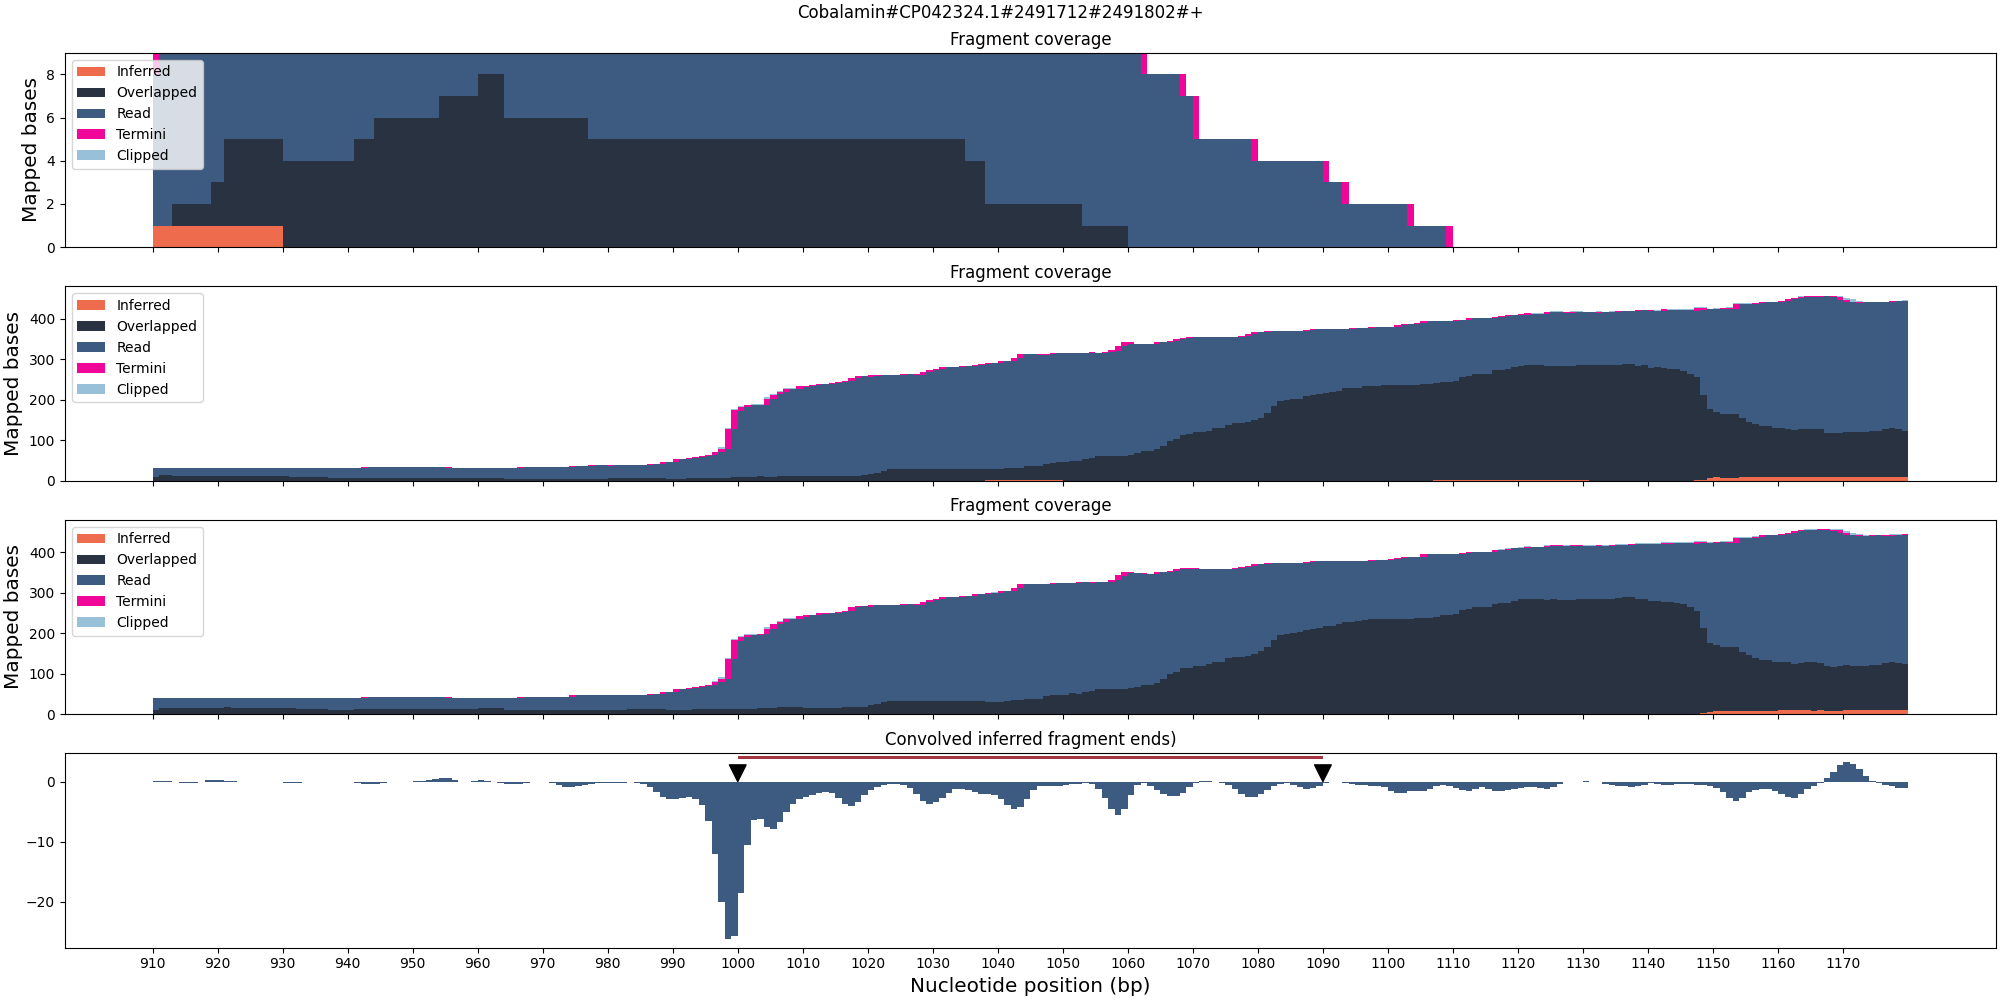 Cobalamin#CP042324.1#2491712#2491802#+
Fragment coverage
Mapped bases
8
6
4
2
0
Inferred
Overlapped
Read
Termini
Clipped
Fragment coverage
Mapped bases
400
300
200
100
0
Inferred
Overlapped
Read
Termini
Clipped
Fragment coverage
Mapped bases
400
300
200
100
0
Inferred
Overlapped
Read
Termini
Clipped
Convolved inferred fragment ends)
0
−10
−20
910 920 930 940 950 960 970 980 990 1000 1010 1020 1030 1040 1050 1060 1070 1080 1090 1100 1110 1120 1130 1140 1150 1160 1170
Nucleotide position (bp)